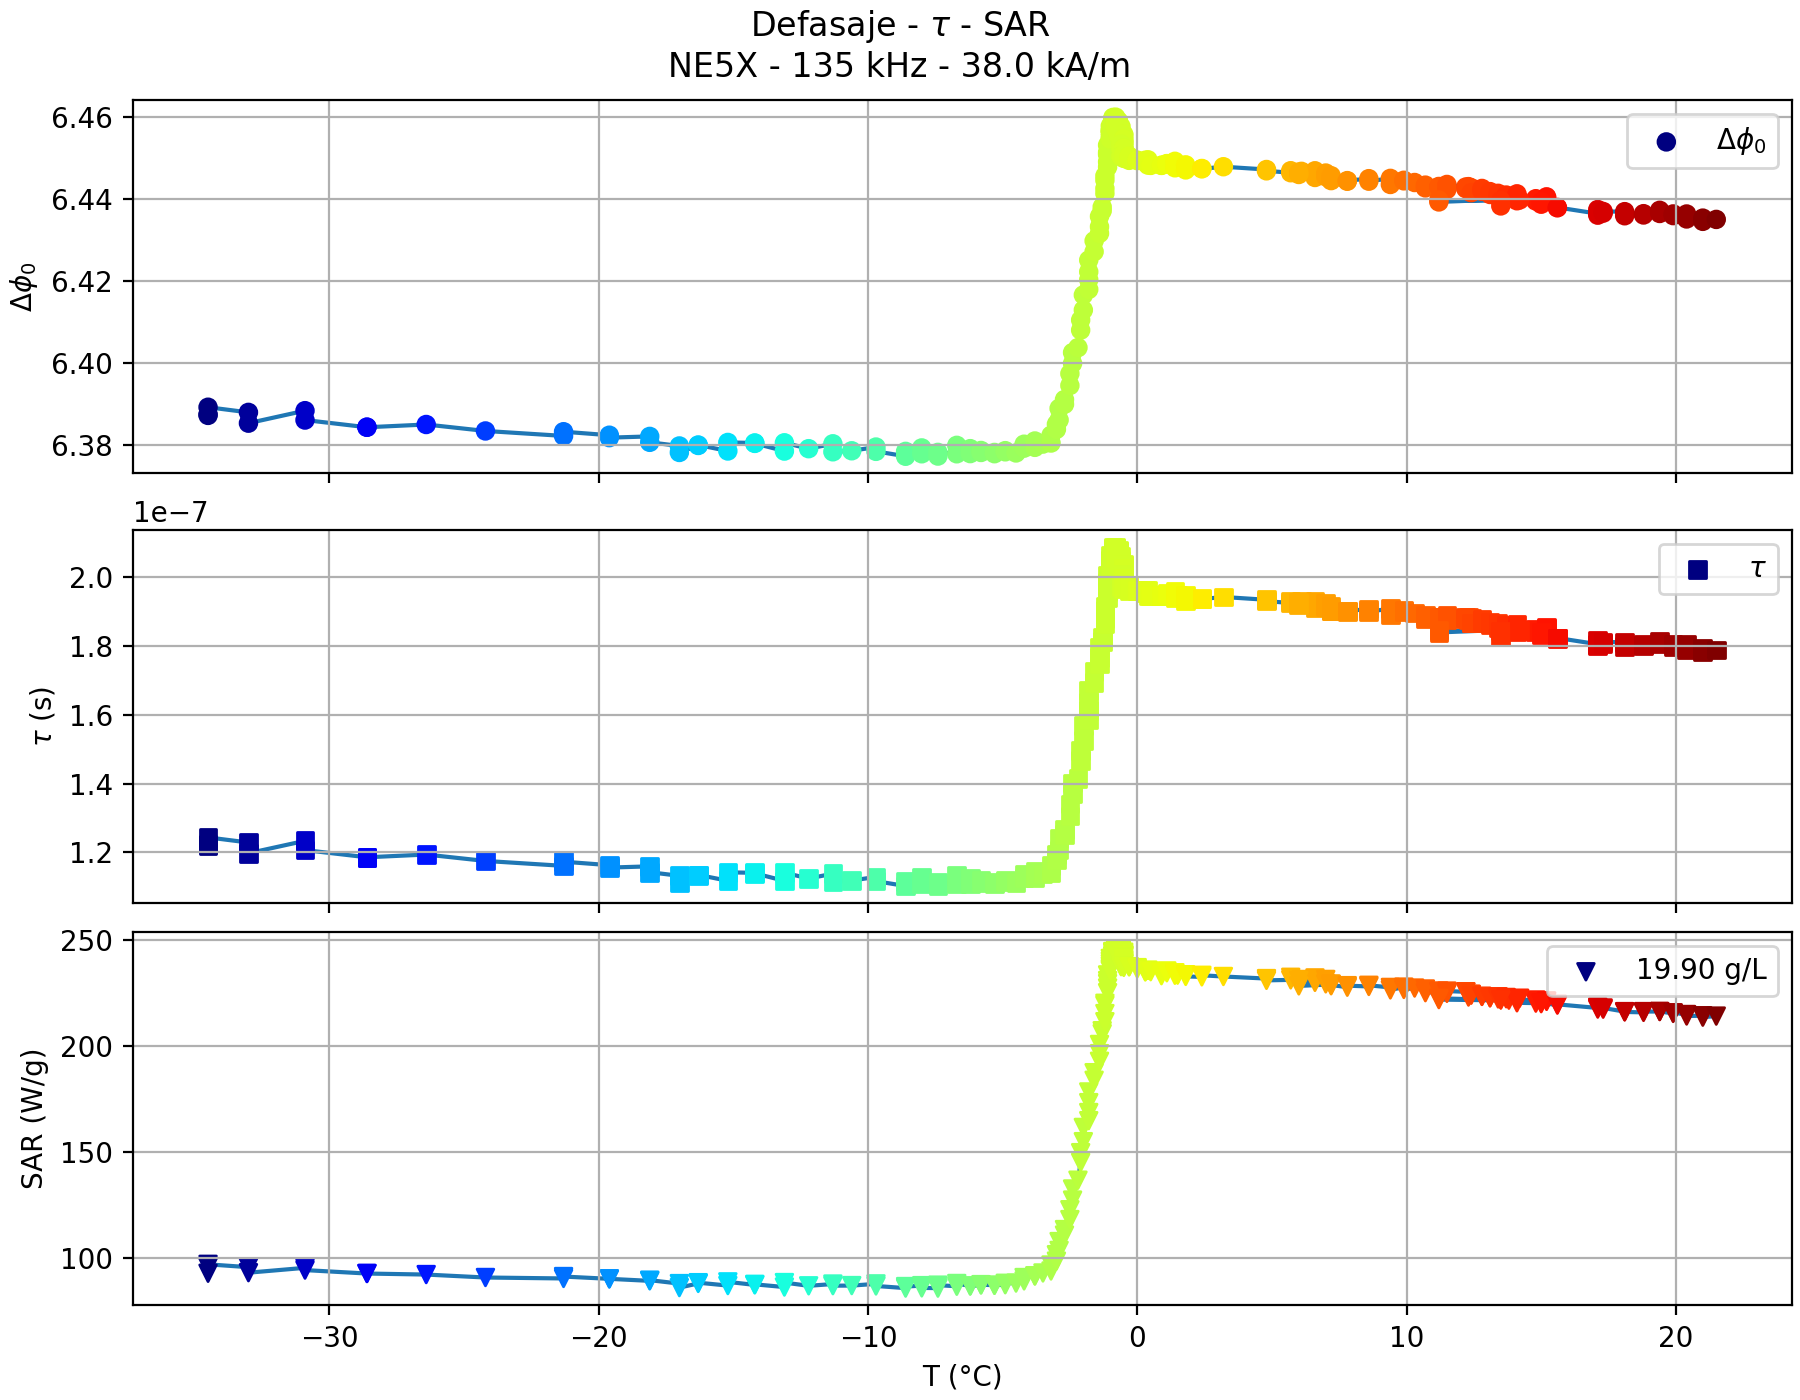 Defasaje - τ - SAR
NE5X - 135 kHz - 38.0 kA/m
6.46
6.44
6.42
6.40
6.38
Δϕ₀
Δϕ₀
1e−7
2.0
1.8
1.6
1.4
1.2
τ (s)
τ
250
200
150
100
SAR (W/g)
19.90 g/L
−30
−20
−10
0
10
20
T (°C)